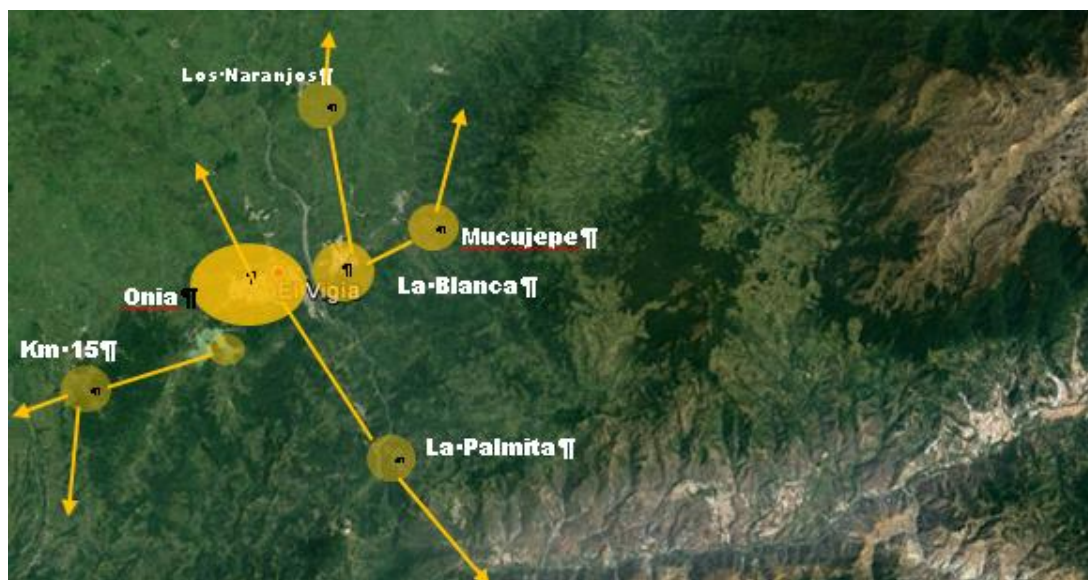 Los·Naranjos¶
¶
¶
Mucujepe¶
¶
¶
El Vigía
La·Blanca¶
Onia¶
Km·15¶
¶
La·Palmita¶
¶